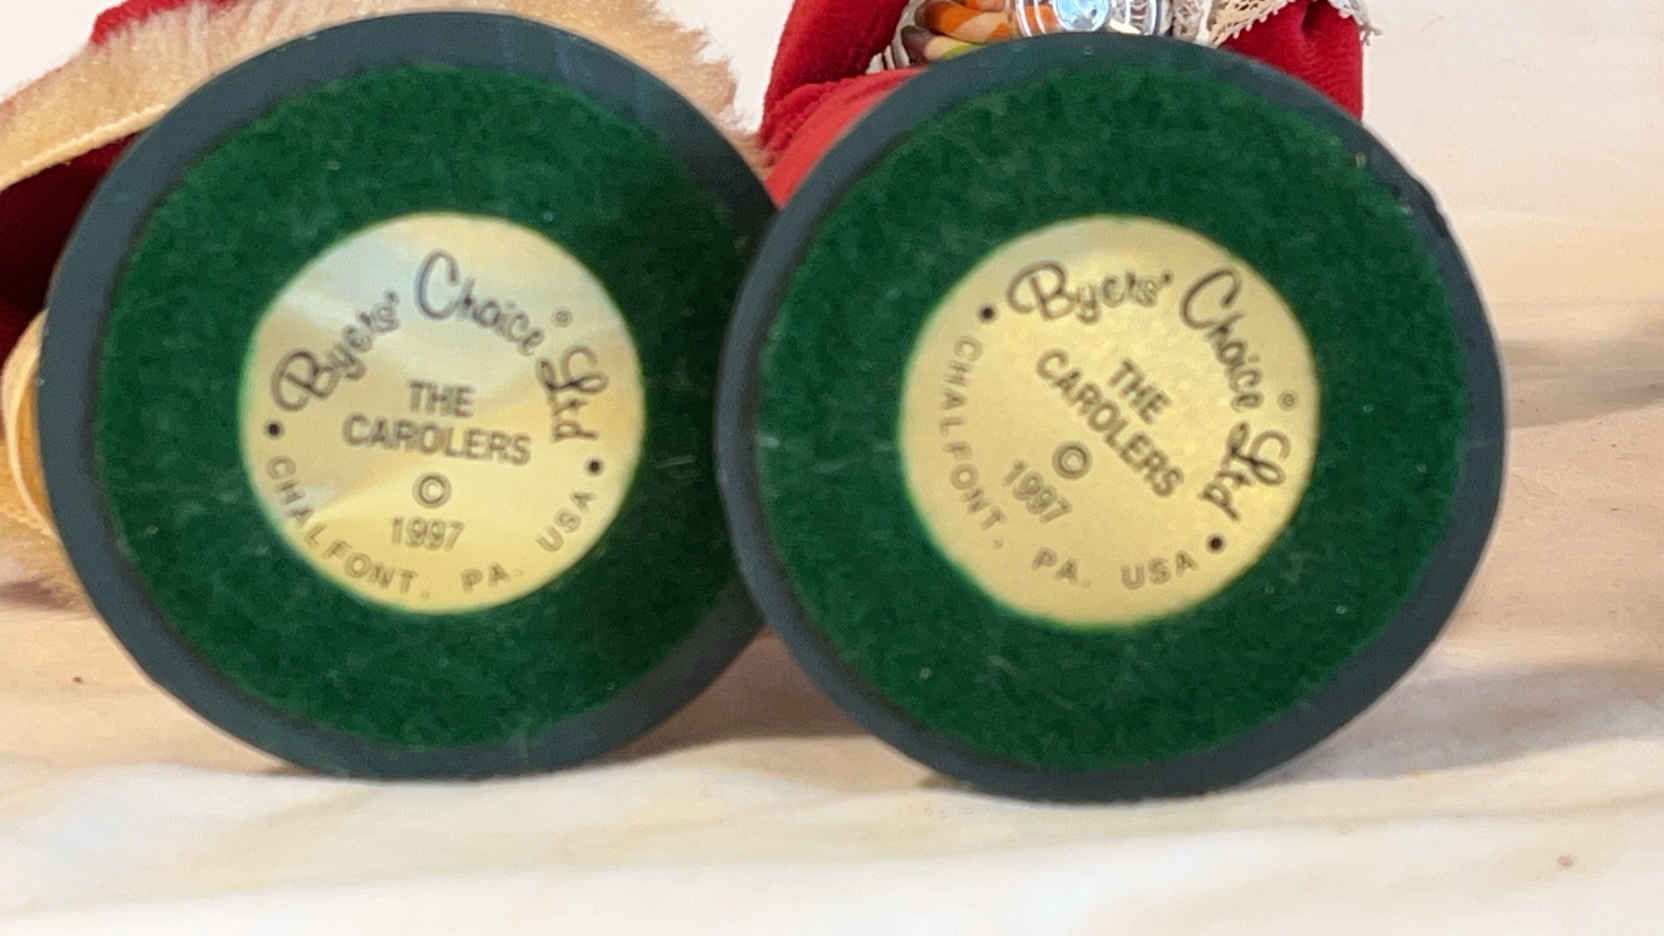 Byers' Choice® Ltd
THE
CAROLERS
©
1997
• CHALFONT, PA. USA •
Byers' Choice® Ltd
THE
CAROLERS
©
1997
• CHALFONT, PA. USA •